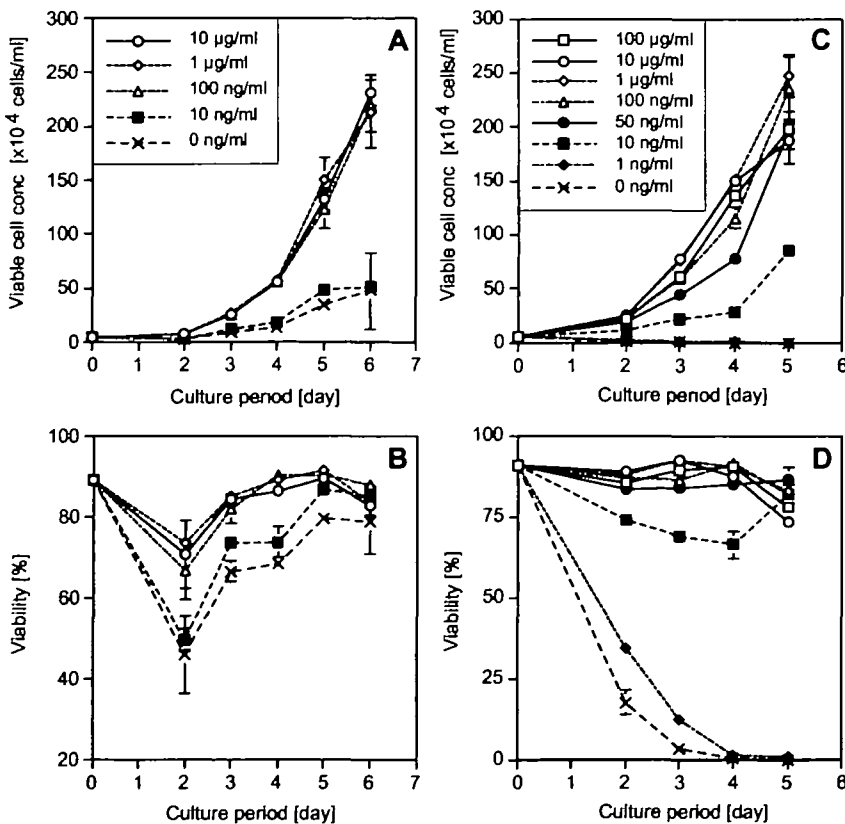 A
300
250
200
150
100
50
0
0 1 2 3 4 5 6 7
Viable cell conc [x10⁴ cells/ml]
Culture period [day]
10 µg/ml
1 µg/ml
100 ng/ml
10 ng/ml
0 ng/ml
C
300
250
200
150
100
50
0
0 1 2 3 4 5 6
Viable cell conc. [x10⁴ cells/ml]
Culture period [day]
100 µg/ml
10 µg/ml
1 µg/ml
100 ng/ml
50 ng/ml
10 ng/ml
1 ng/ml
0 ng/ml
B
100
80
60
40
20
0 1 2 3 4 5 6 7
Viability [%]
Culture period [day]
D
100
75
50
25
0
0 1 2 3 4 5 6
Viability [%]
Culture period [day]